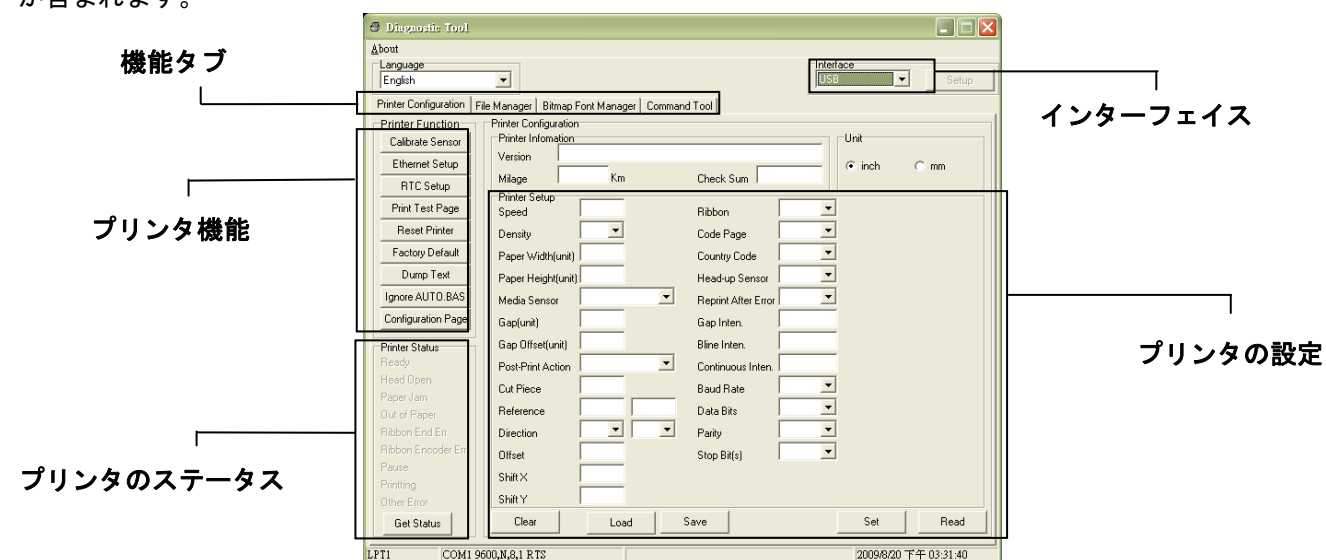 が含まれます。
Diagnostic Tool
About
Language
English
Interface
USB
Setup
機能タブ
インターフェイス
Printer Configuration
File Manager
Bitmap Font Manager
Command Tool
Printer Function
Calibrate Sensor
Ethernet Setup
RTC Setup
Print Test Page
Reset Printer
Factory Default
Dump Text
Ignore AUTO.BAS
Configuration Page
プリンタ機能
Printer Configuration
Printer Infomation
Version
Milage
Km
Check Sum
Unit
inch
mm
Printer Setup
Speed
Ribbon
Density
Code Page
Paper Width(unit)
Country Code
Paper Height(unit)
Head-up Sensor
Media Sensor
Reprint After Error
Gap(unit)
Gap Inten.
Gap Offset(unit)
Bline Inten.
Post-Print Action
Continuous Inten.
Cut Piece
Baud Rate
Reference
Data Bits
Direction
Parity
Offset
Stop Bit(s)
Shift X
Shift Y
Clear
Load
Save
Set
Read
プリンタの設定
Printer Status
Ready
Head Open
Paper Jam
Out of Paper
Ribbon End Err.
Ribbon Encoder Err
Pause
Printting
Other Error
Get Status
プリンタのステータス
LPT1
COM1 9600,N,8,1 RTS
2009/8/20 下午 03:31:40